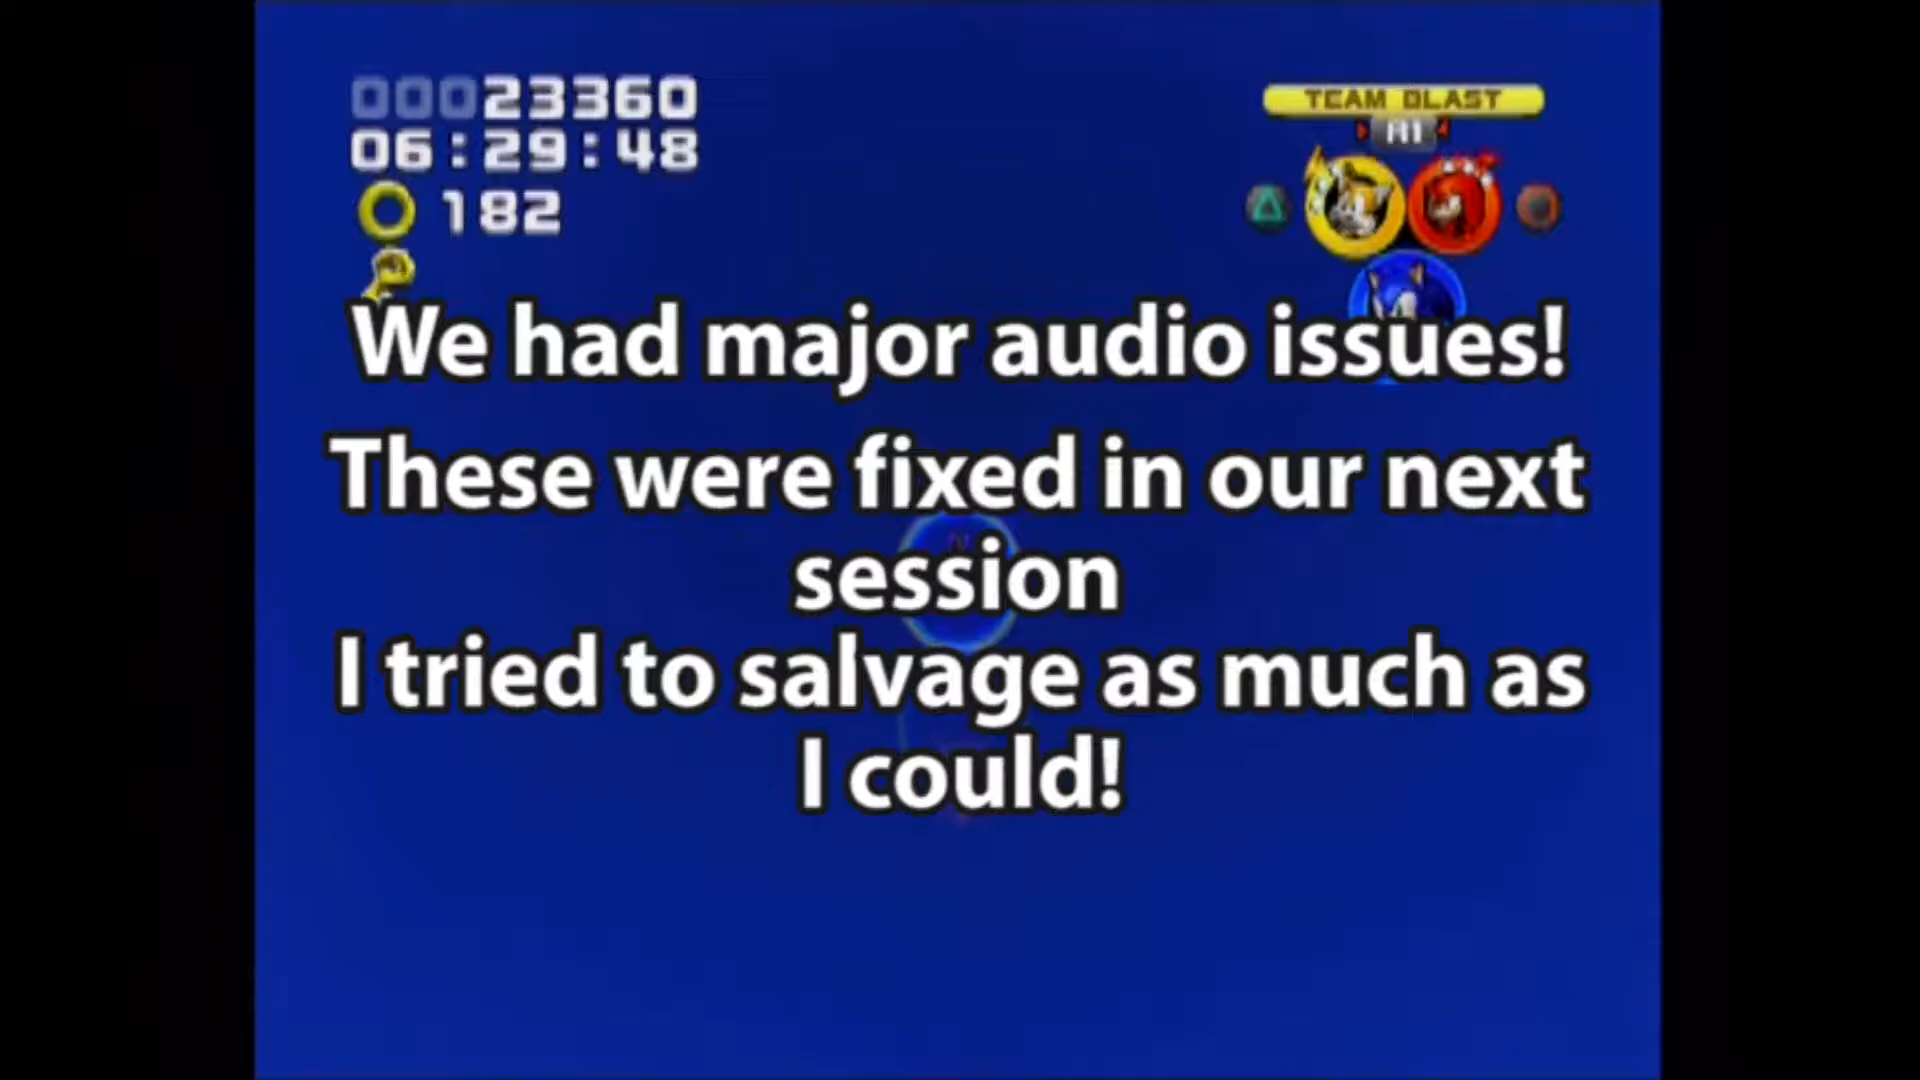 00023360
TEAM BLAST
06:29:48
R1
182
We had major audio issues!
These were fixed in our next
session
I tried to salvage as much as
I could!